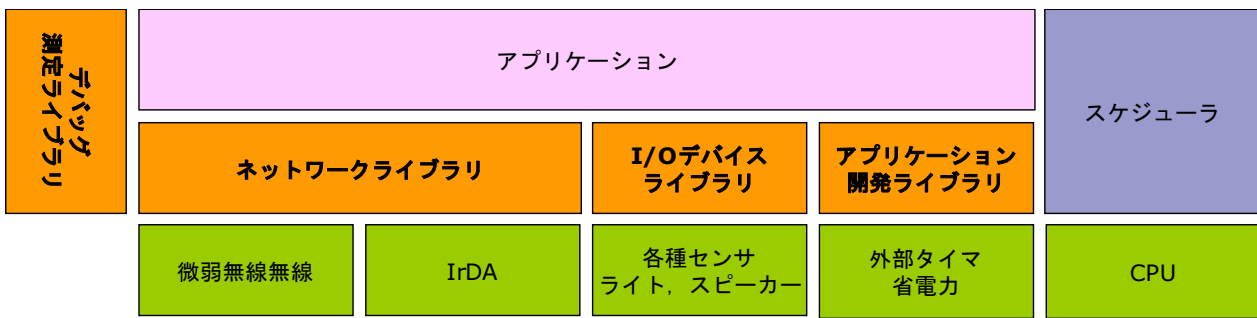 デバッグ
測定ライブラリ
アプリケーション
スケジューラ
ネットワークライブラリ
I/Oデバイス
ライブラリ
アプリケーション
開発ライブラリ
微弱無線無線
IrDA
各種センサ
ライト，スピーカー
外部タイマ
省電力
CPU